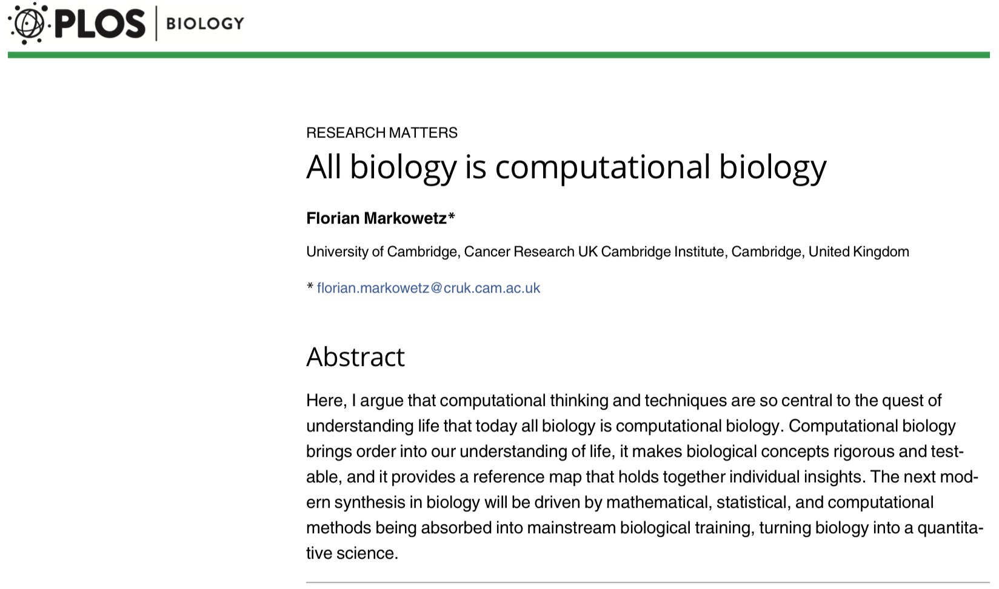 PLOS | BIOLOGY
RESEARCH MATTERS
All biology is computational biology
Florian Markowetz*
University of Cambridge, Cancer Research UK Cambridge Institute, Cambridge, United Kingdom
* florian.markowetz@cruk.cam.ac.uk
Abstract
Here, I argue that computational thinking and techniques are so central to the quest of
understanding life that today all biology is computational biology. Computational biology
brings order into our understanding of life, it makes biological concepts rigorous and test-
able, and it provides a reference map that holds together individual insights. The next mod-
ern synthesis in biology will be driven by mathematical, statistical, and computational
methods being absorbed into mainstream biological training, turning biology into a quantita-
tive science.